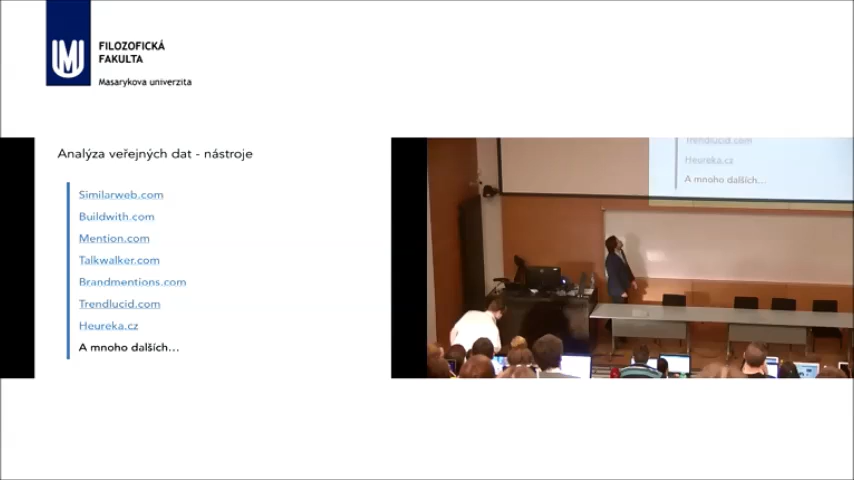 FILOZOFICKÁ
FAKULTA
Masarykova univerzita
Analýza veřejných dat - nástroje
Similarweb.com
Buildwith.com
Mention.com
Talkwalker.com
Brandmentions.com
Trendlucid.com
Heureka.cz
A mnoho dalších...
Trendlucid.com
Heureka.cz
A mnoho dalších...